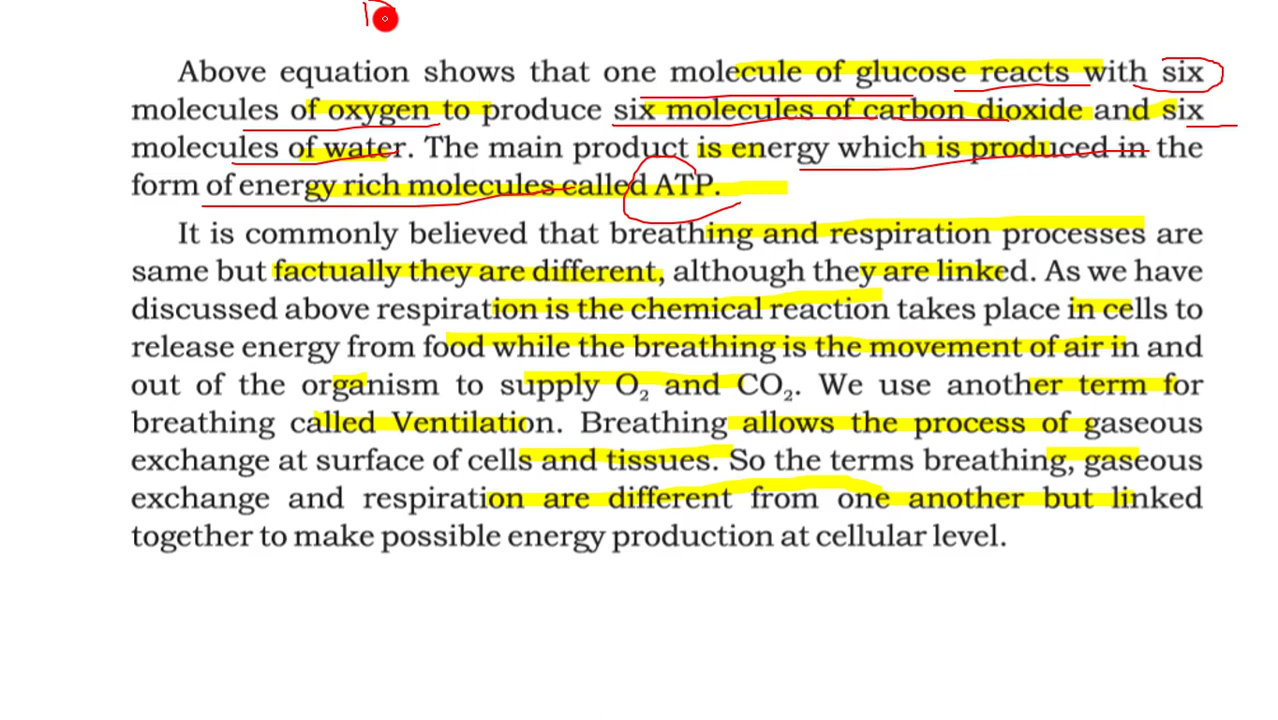 Above equation shows that one molecule of glucose reacts with six
molecules of oxygen to produce six molecules of carbon dioxide and six
molecules of water. The main product is energy which is produced in the
form of energy rich molecules called ATP.
It is commonly believed that breathing and respiration processes are
same but factually they are different, although they are linked. As we have
discussed above respiration is the chemical reaction takes place in cells to
release energy from food while the breathing is the movement of air in and
out of the organism to supply O₂ and CO₂. We use another term for
breathing called Ventilation. Breathing allows the process of gaseous
exchange at surface of cells and tissues. So the terms breathing, gaseous
exchange and respiration are different from one another but linked
together to make possible energy production at cellular level.